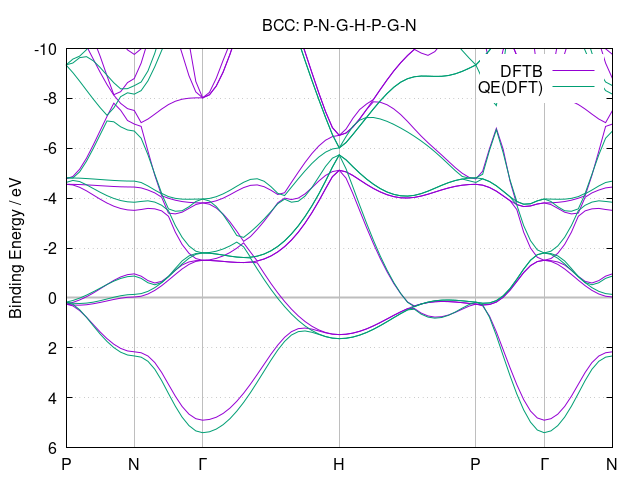 BCC: P-N-G-H-P-G-N
-10
-8
-6
-4
-2
0
2
4
6
Binding Energy / eV
DFTB
QE(DFT)
P N Γ H P Γ N